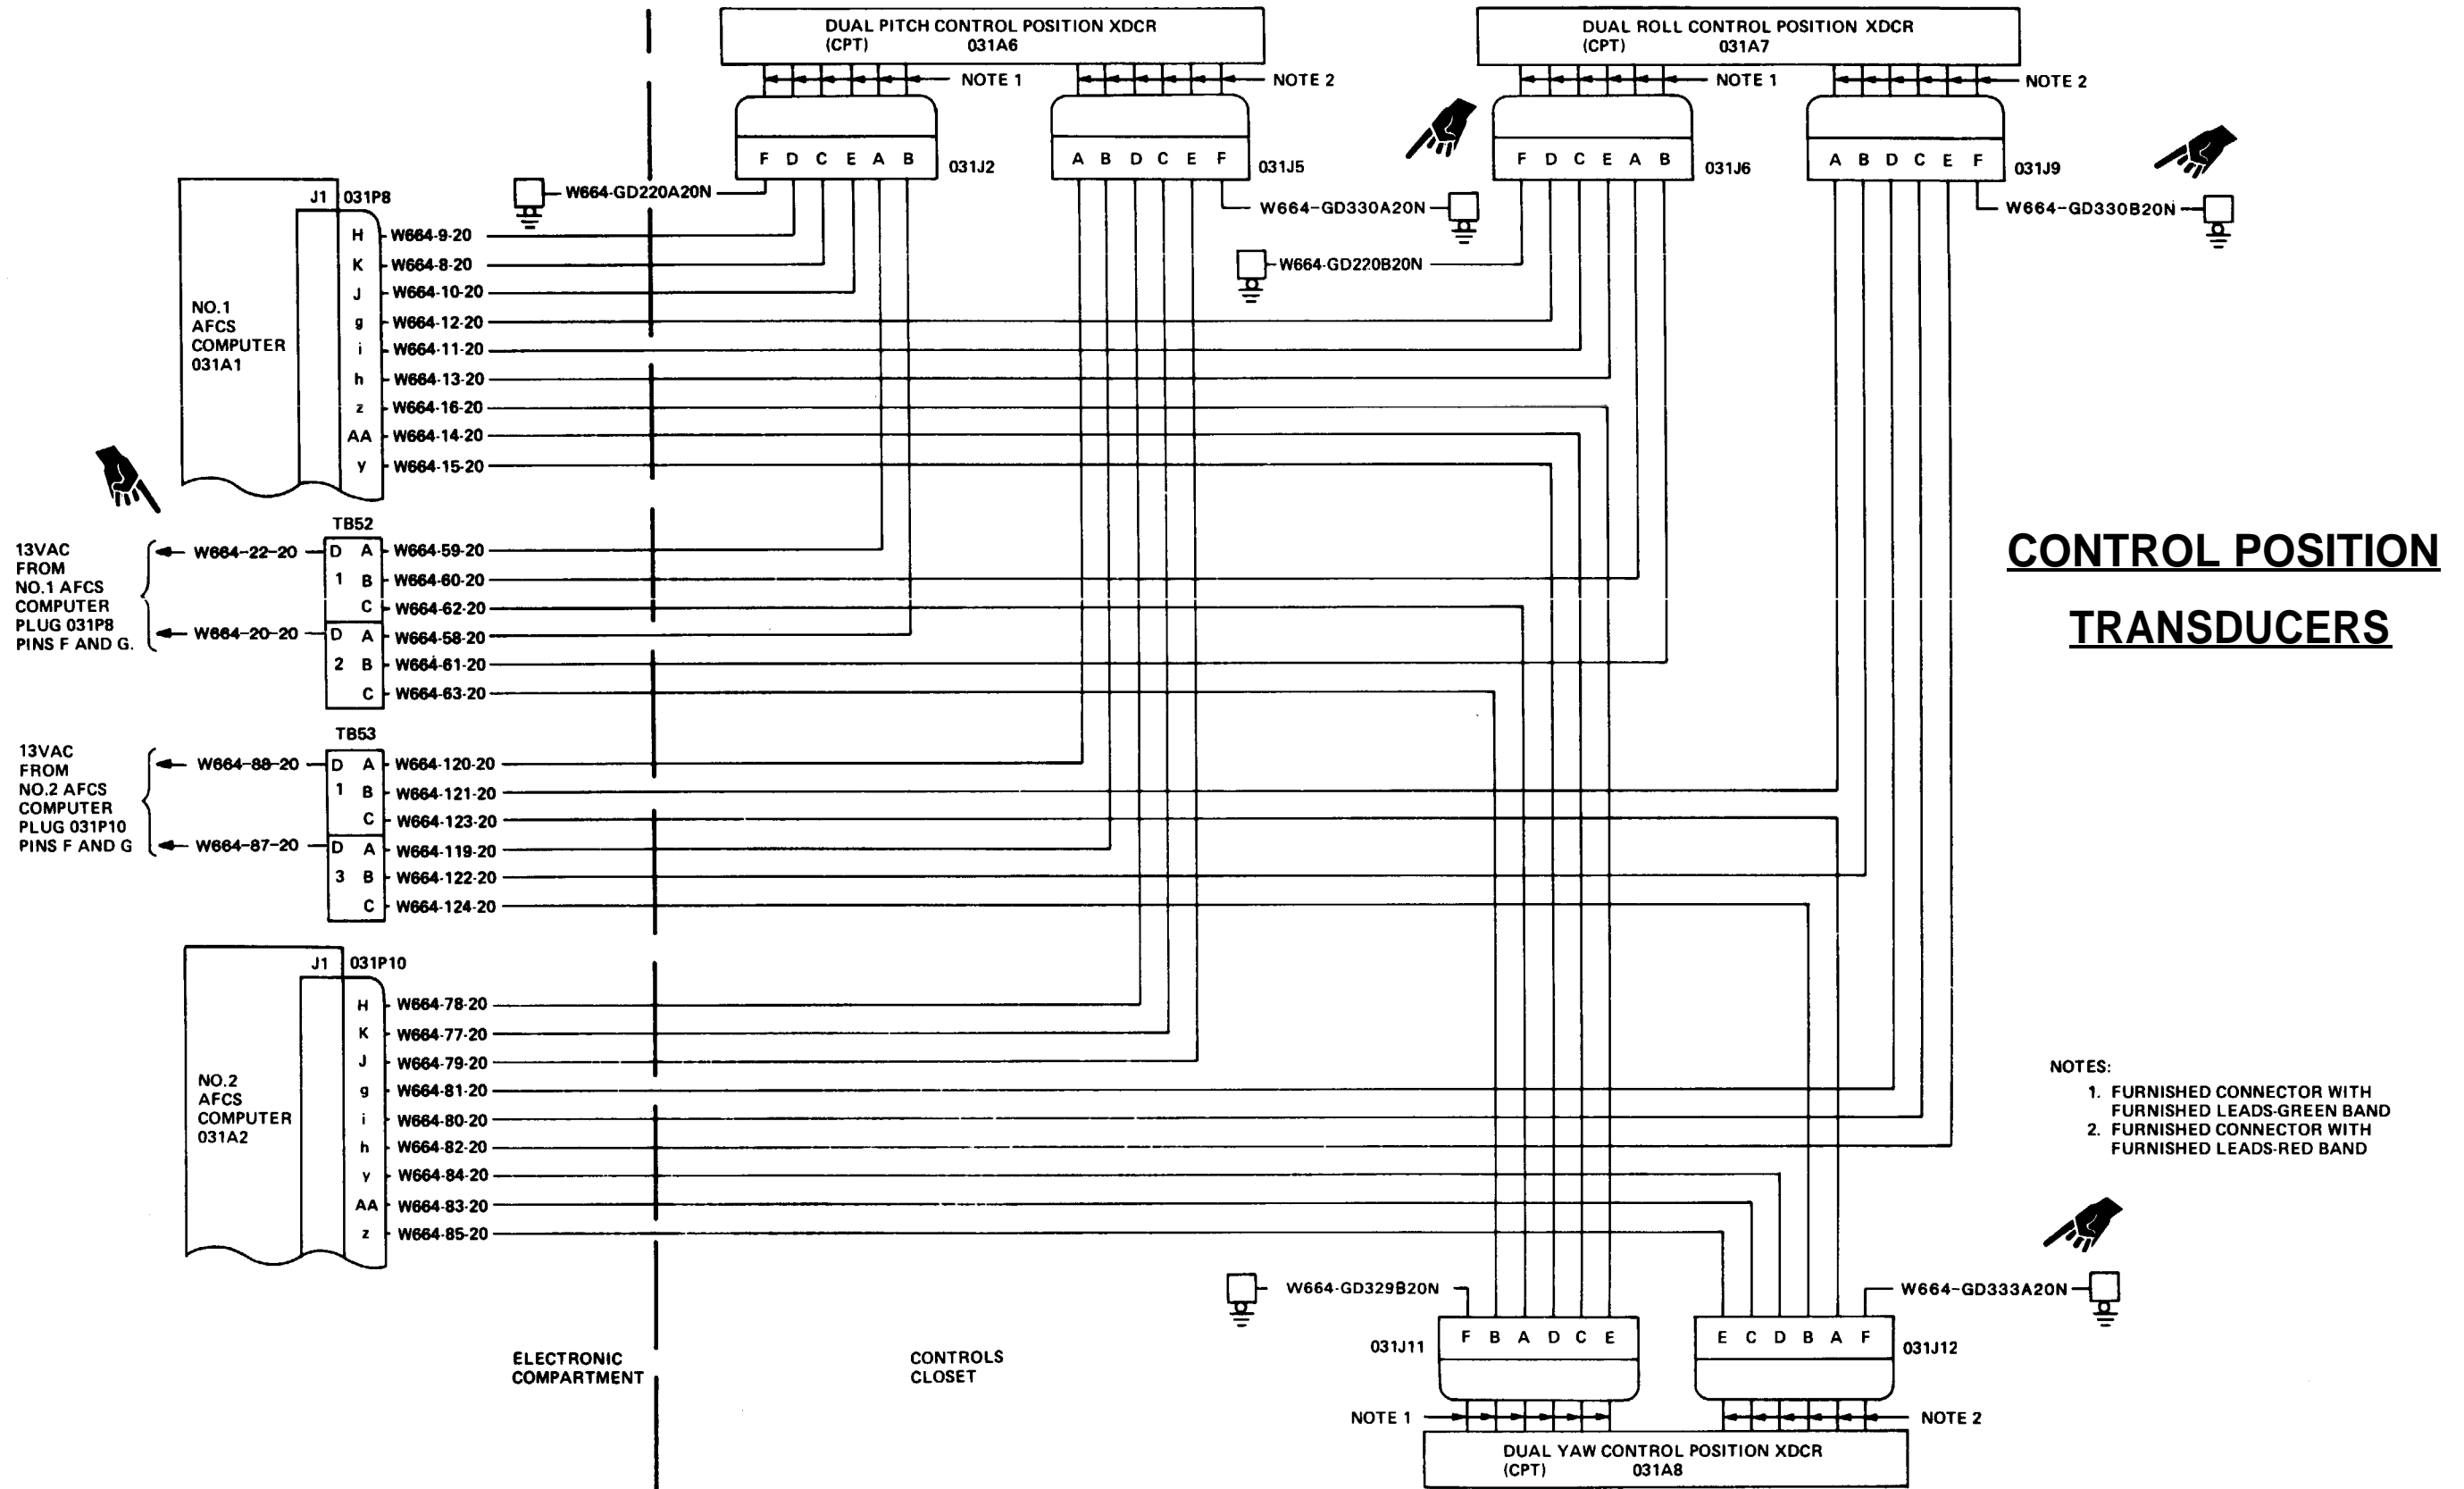 DUAL PITCH CONTROL POSITION XDCR
(CPT) 031A6
NOTE 1
NOTE 2
F D C E A B
031J2
A B D C E F
031J5
W664-GD220A20N
W664-GD330A20N
DUAL ROLL CONTROL POSITION XDCR
(CPT) 031A7
NOTE 1
NOTE 2
F D C E A B
031J6
A B D C E F
031J9
W664-GD220B20N
W664-GD330B20N
J1 031P8
NO.1
AFCS
COMPUTER
031A1
H W664-9-20
K W664-8-20
J W664-10-20
g W664-12-20
i W664-11-20
h W664-13-20
z W664-16-20
AA W664-14-20
y W664-15-20
TB52
13VAC
FROM
NO.1 AFCS
COMPUTER
PLUG 031P8
PINS F AND G.
W664-22-20 D A W664-59-20
1 B W664-60-20
C W664-62-20
W664-20-20 D A W664-58-20
2 B W664-61-20
C W664-63-20
TB53
13VAC
FROM
NO.2 AFCS
COMPUTER
PLUG 031P10
PINS F AND G
W664-88-20 D A W664-120-20
1 B W664-121-20
C W664-123-20
W664-87-20 D A W664-119-20
3 B W664-122-20
C W664-124-20
J1 031P10
NO.2
AFCS
COMPUTER
031A2
H W664-78-20
K W664-77-20
J W664-79-20
g W664-81-20
i W664-80-20
h W664-82-20
y W664-84-20
AA W664-83-20
z W664-85-20
CONTROL POSITION
TRANSDUCERS
NOTES:
1. FURNISHED CONNECTOR WITH
FURNISHED LEADS-GREEN BAND
2. FURNISHED CONNECTOR WITH
FURNISHED LEADS-RED BAND
ELECTRONIC
COMPARTMENT
CONTROLS
CLOSET
W664-GD329B20N
W664-GD333A20N
031J11
F B A D C E
E C D B A F
031J12
NOTE 1
NOTE 2
DUAL YAW CONTROL POSITION XDCR
(CPT) 031A8